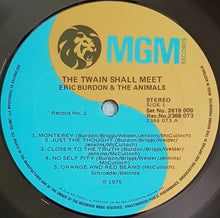 MGM
RECORDS
THE TWAIN SHALL MEET
ERIC BURDON & THE ANIMALS
STEREO
SIDE 1
Record No. 2
Set No. 2619 009
Rec.No.2368 073
2368 073 A
1. MONTEREY (Burdon/Briggs/Weider/Jenkins/McCulloch)
2. JUST THE THOUGHT (Burdon/Briggs/Weider/
Jenkins/McCulloch)
3. CLOSER TO THE TRUTH (Burdon/Briggs/Weider/
Jenkins/McCulloch)
4. NO SELF PITY (Burdon/Briggs/Weider/Jenkins/
McCulloch)
5. ORANGE AND RED BEAMS (McCulloch)
Schroeder/Belinda
℗ 1975